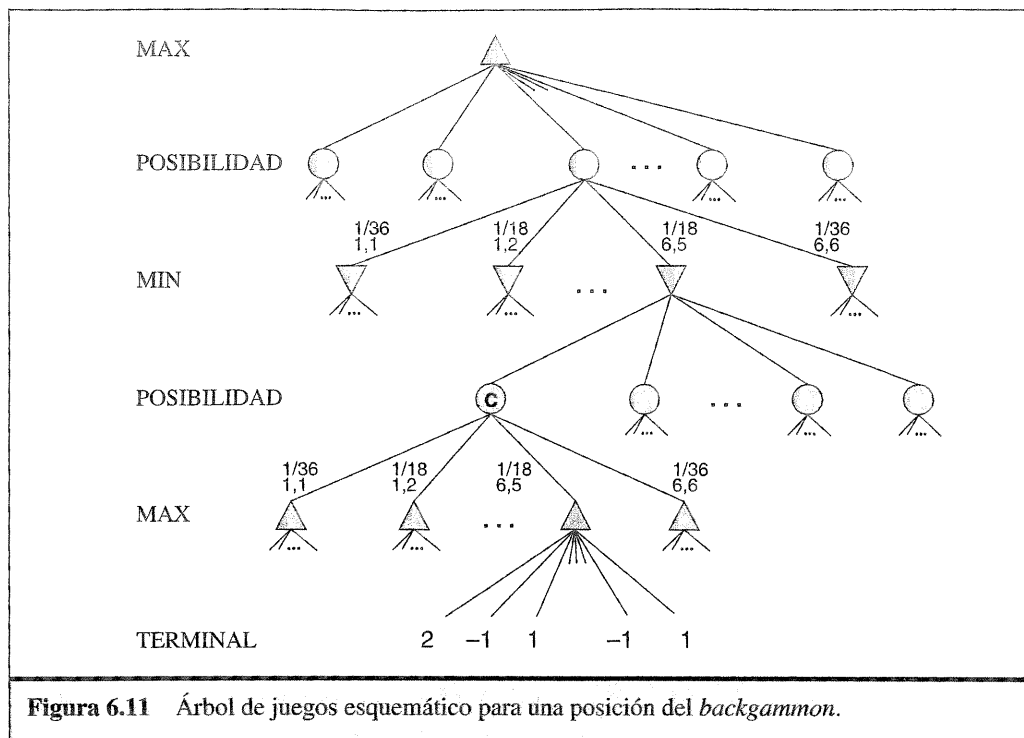 MAX
POSIBILIDAD
...
... ... ... ... ...
1/36 1/18 1/18 1/36
1,1 1,2 6,5 6,6
MIN
...
... ... ...
POSIBILIDAD
C
...
... ... ...
1/36 1/18 1/18 1/36
1,1 1,2 6,5 6,6
MAX
...
... ... ...
TERMINAL 2 –1 1 –1 1
Figura 6.11 Árbol de juegos esquemático para una posición del backgammon.